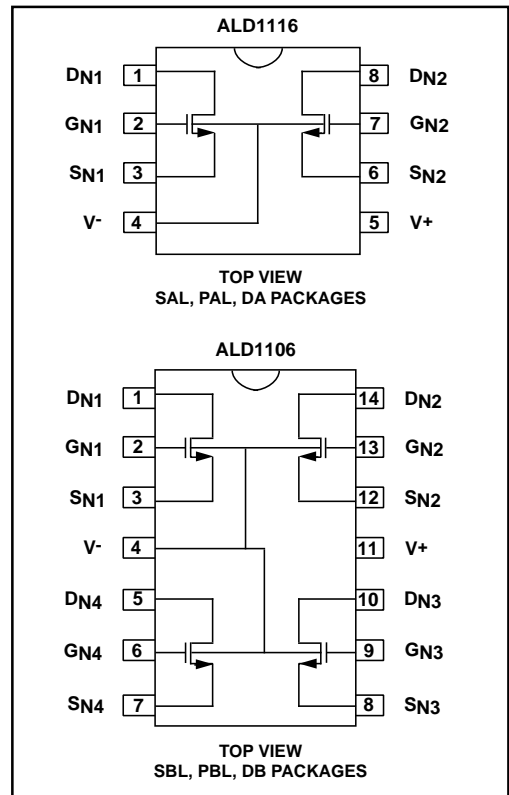 ALD1116
DN1 1 8 DN2
GN1 2 7 GN2
SN1 3 6 SN2
V- 4 5 V+
TOP VIEW
SAL, PAL, DA PACKAGES
ALD1106
DN1 1 14 DN2
GN1 2 13 GN2
SN1 3 12 SN2
V- 4 11 V+
DN4 5 10 DN3
GN4 6 9 GN3
SN4 7 8 SN3
TOP VIEW
SBL, PBL, DB PACKAGES